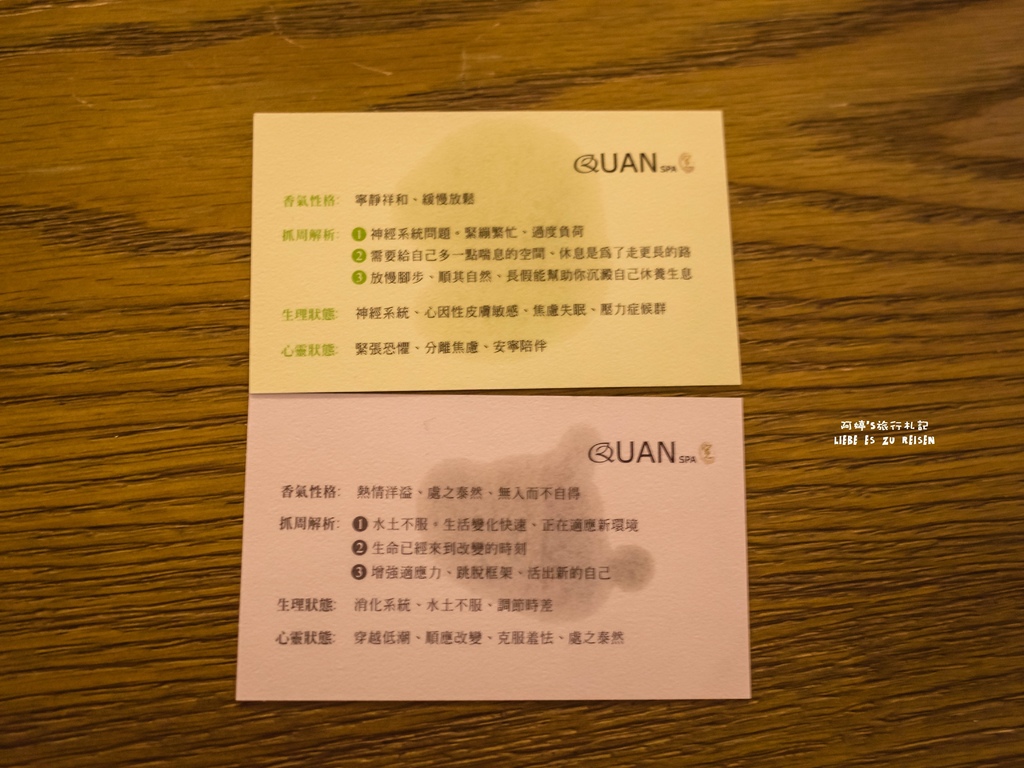 QUAN SPA
香氣性格: 寧靜祥和、緩慢放鬆
抓周解析: ❶ 神經系統問題。緊繃繁忙、過度負荷
❷ 需要給自己多一點喘息的空間、休息是為了走更長的路
❸ 放慢腳步、順其自然、長假能幫助你沉澱自己休養生息
生理狀態: 神經系統、心因性皮膚敏感、焦慮失眠、壓力症候群
心靈狀態: 緊張恐懼、分離焦慮、安寧陪伴
QUAN SPA
香氣性格: 熱情洋溢、處之泰然、無入而不自得
抓周解析: ❶ 水土不服。生活變化快速、正在適應新環境
❷ 生命已經來到改變的時刻
❸ 增強適應力、跳脫框架、活出新的自己
生理狀態: 消化系統、水土不服、調節時差
心靈狀態: 穿越低潮、順應改變、克服羞怯、處之泰然
阿婷's旅行札記
LIEBE ES ZU REISEN